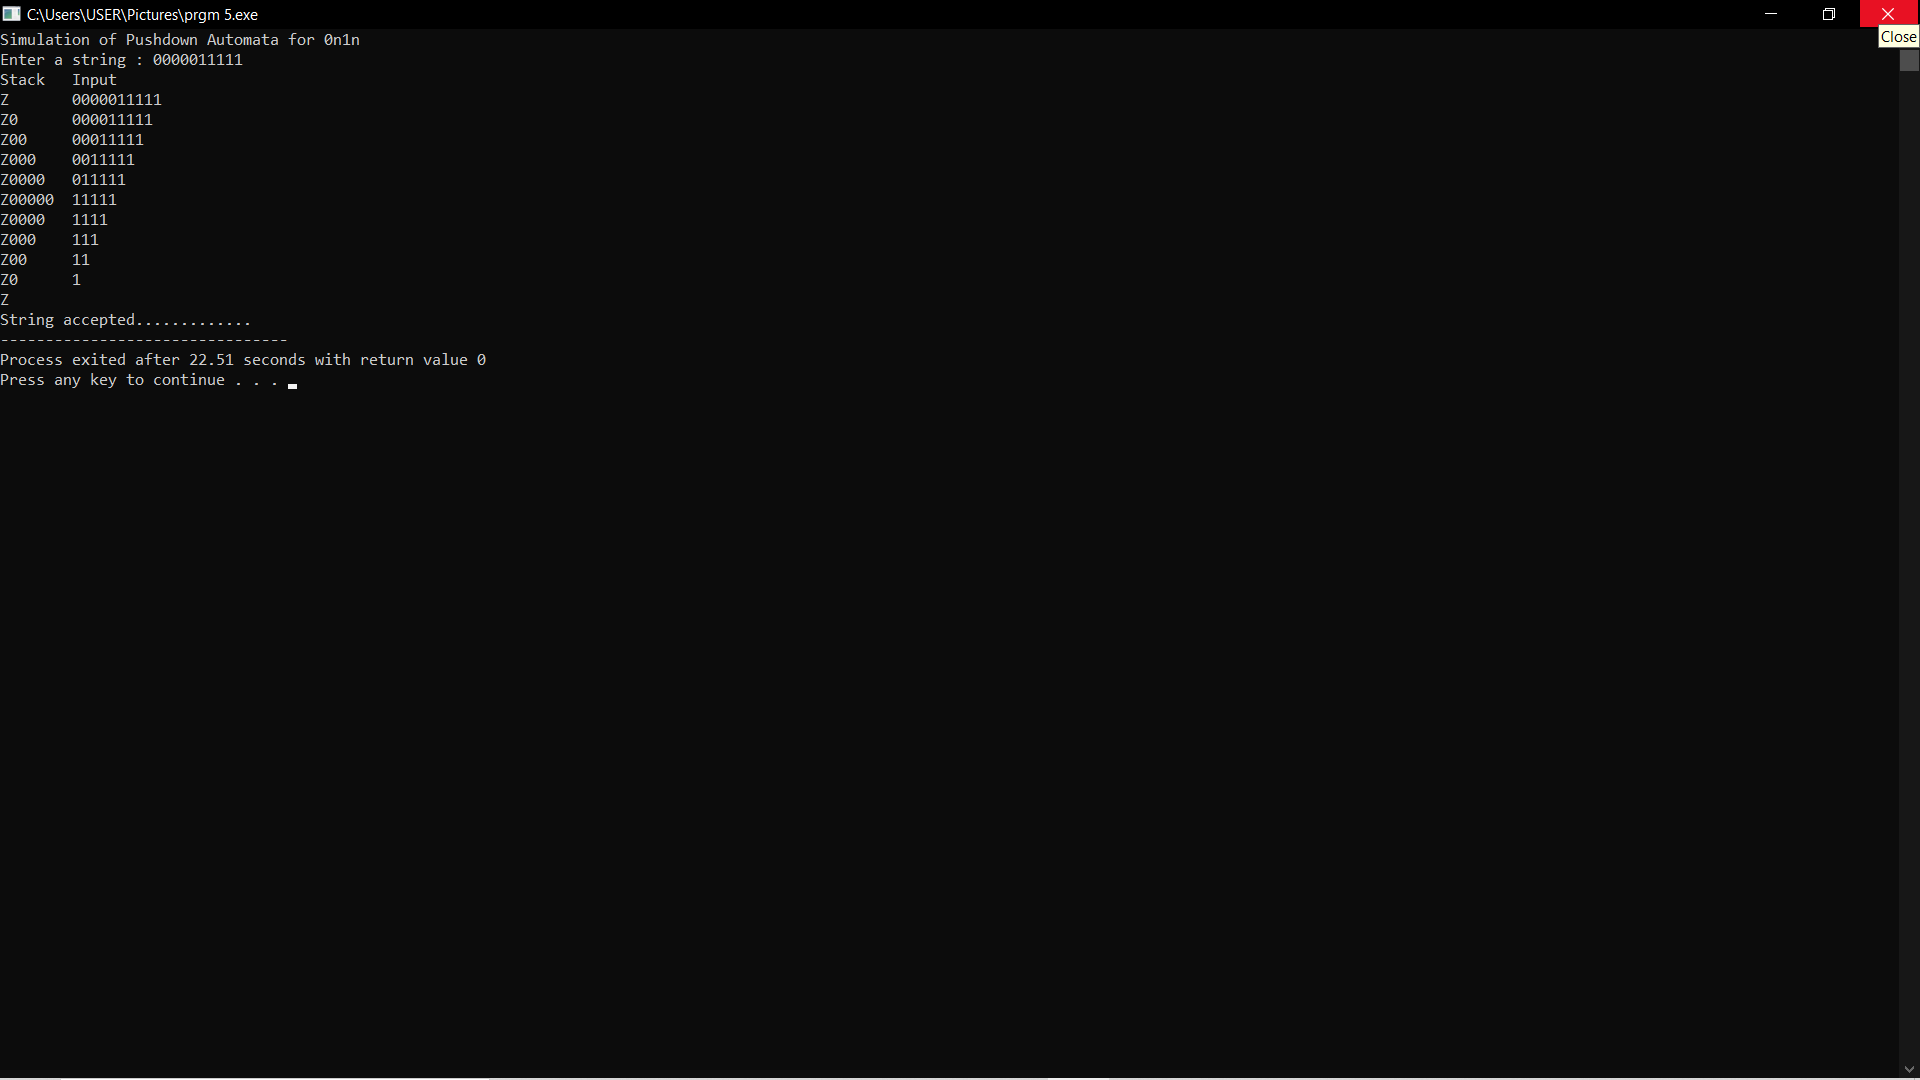 C:\Users\USER\Pictures\prgm 5.exe
Close
Simulation of Pushdown Automata for 0n1n
Enter a string : 0000011111
Stack   Input
Z       0000011111
Z0      000011111
Z00     00011111
Z000    0011111
Z0000   011111
Z00000  11111
Z0000   1111
Z000    111
Z00     11
Z0      1
Z
String accepted.............
--------------------------------
Process exited after 22.51 seconds with return value 0
Press any key to continue . . .